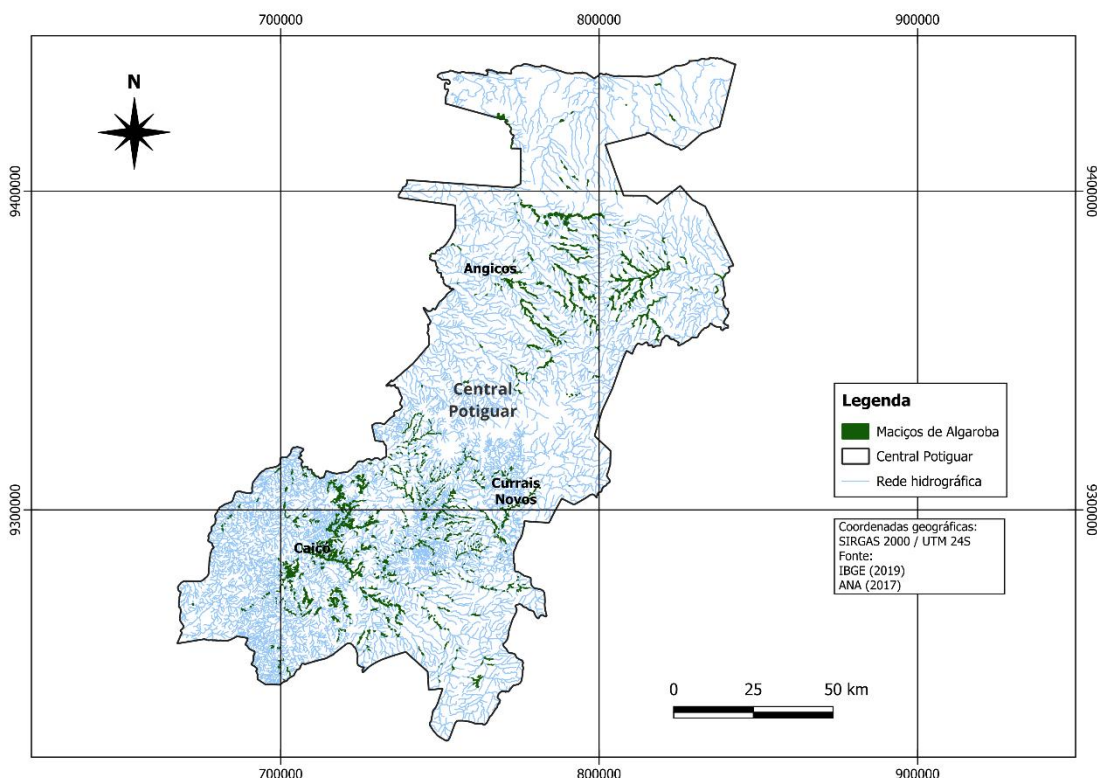 700000
800000
900000
N
9400000
9400000
Angicos
Central
Potiguar
Legenda
Maciços de Algaroba
Central Potiguar
Rede hidrográfica
Currais
Novos
9300000
9300000
Coordenadas geográficas:
SIRGAS 2000 / UTM 24S
Fonte:
IBGE (2019)
ANA (2017)
Caicó
0 25 50 km
700000
800000
900000